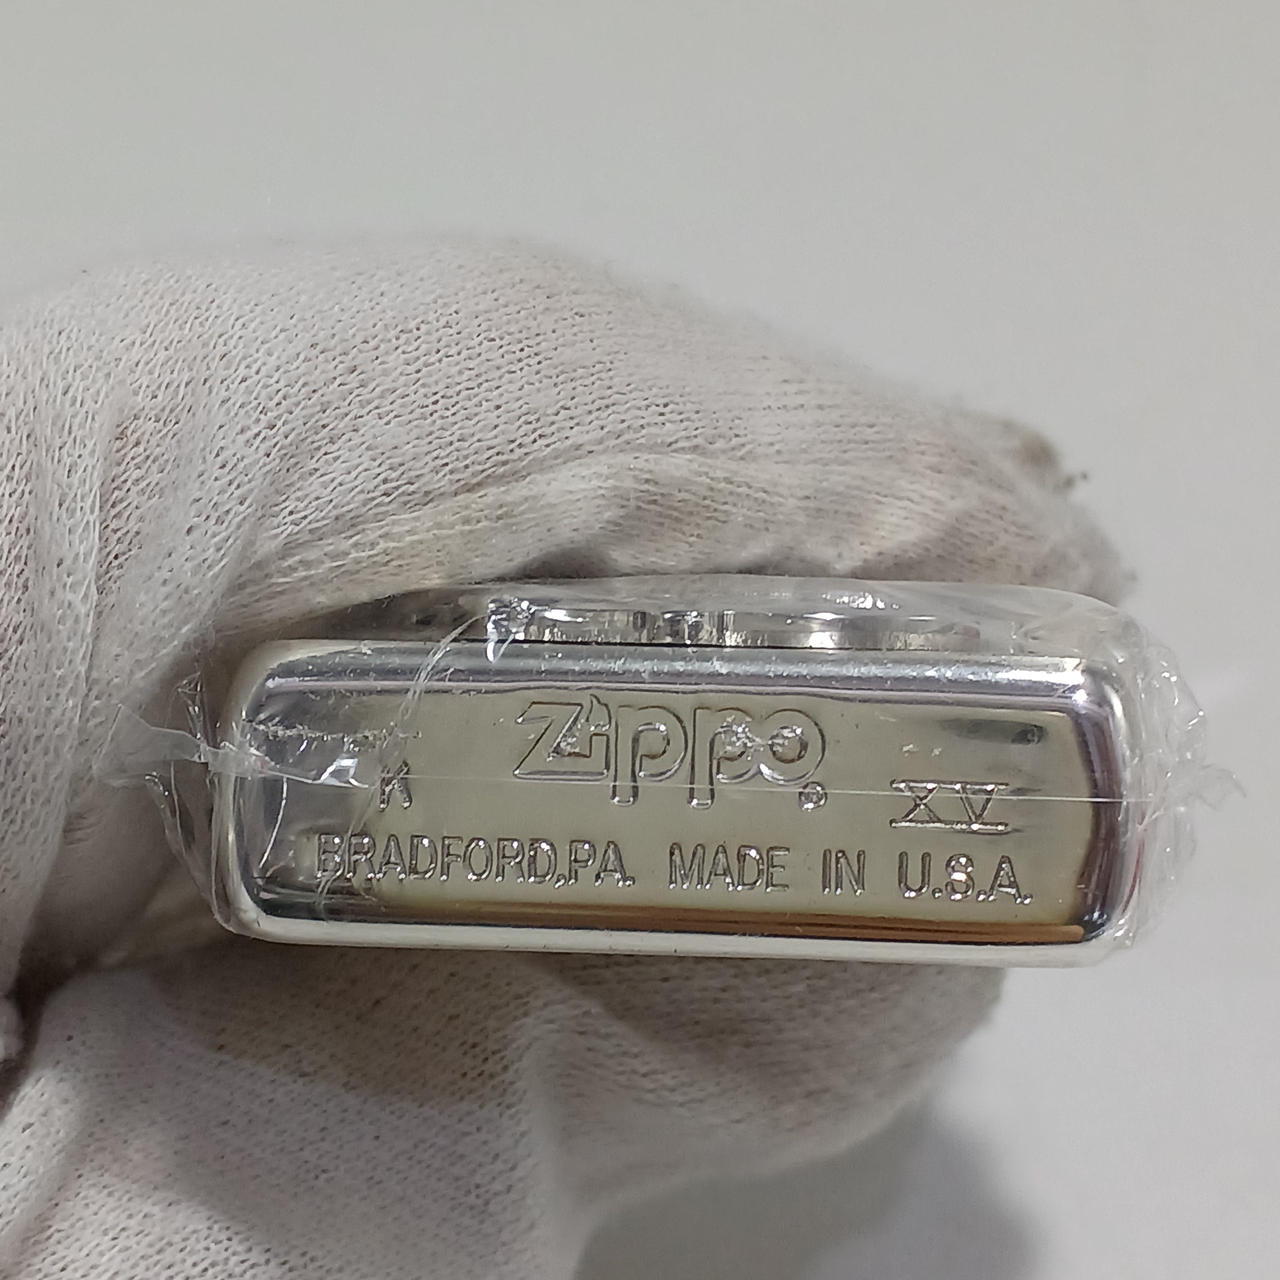 Zippo
K XV
BRADFORD,PA. MADE IN U.S.A.